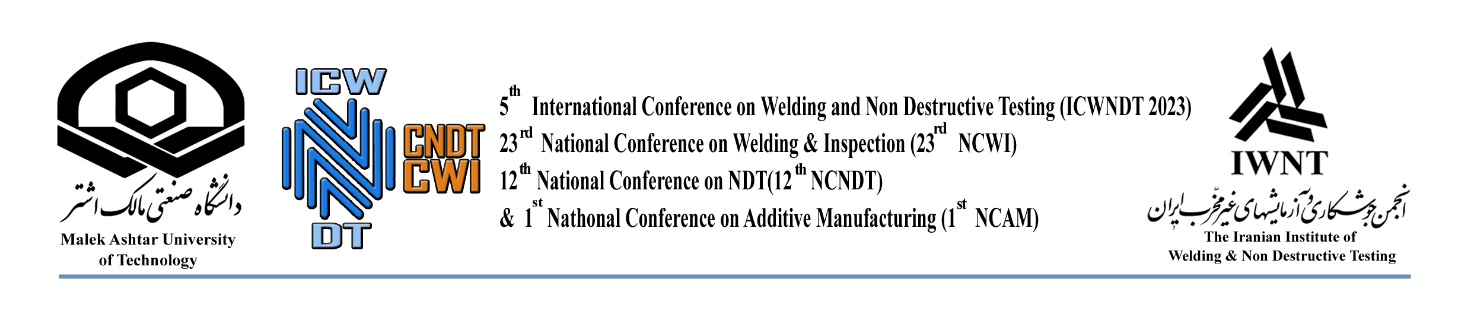 دانشگاه صنعتی مالک اشتر
Malek Ashtar University
of Technology
ICW
DT
CNDT
CWI
5th International Conference on Welding and Non Destructive Testing (ICWNDT 2023)
23rd National Conference on Welding & Inspection (23rd NCWI)
12th National Conference on NDT(12th NCNDT)
& 1st Nathonal Conference on Additive Manufacturing (1st NCAM)
IWNT
انجمن جوشکاری و آزمایشهای غیرمخرب ایران
The Iranian Institute of
Welding & Non Destructive Testing